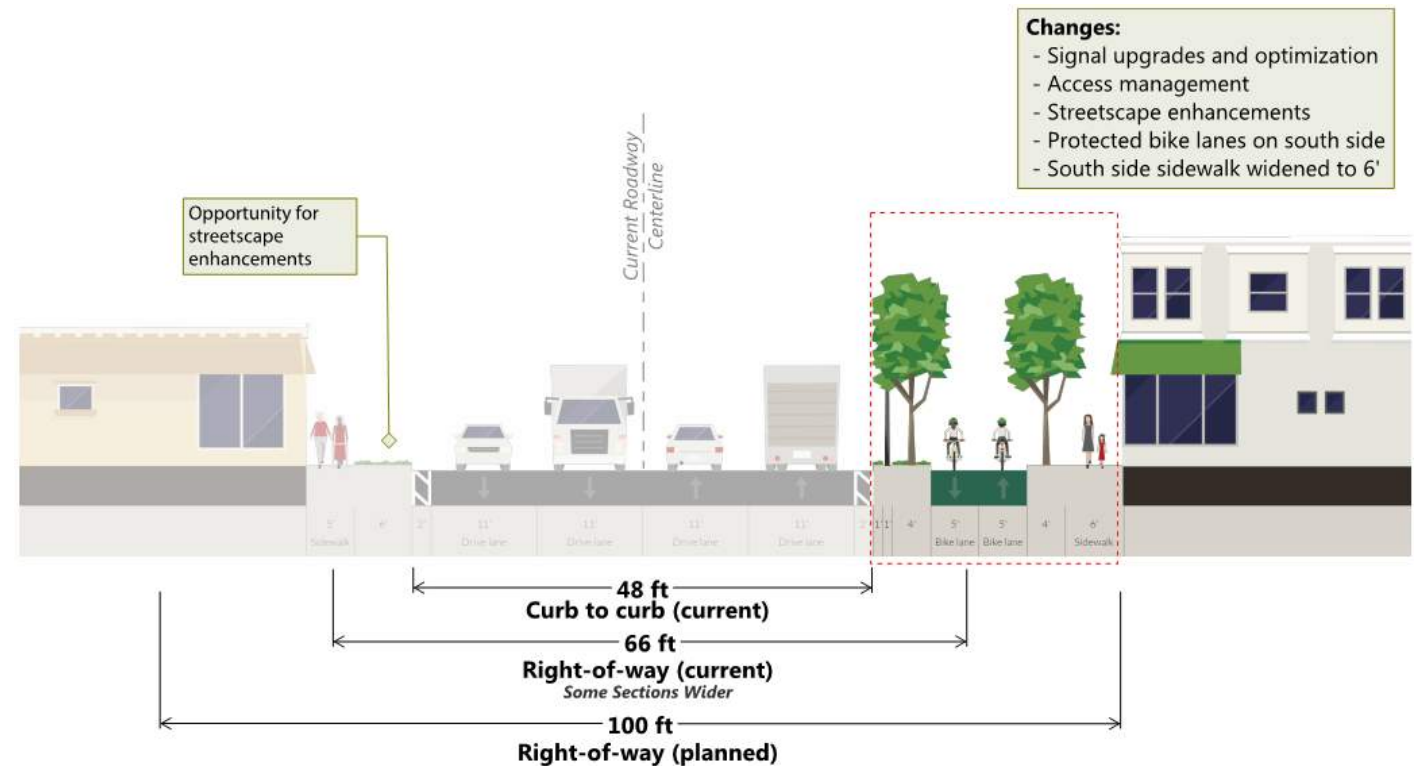 Changes:
- Signal upgrades and optimization
- Access management
- Streetscape enhancements
- Protected bike lanes on south side
- South side sidewalk widened to 6'
Opportunity for
streetscape
enhancements
Current Roadway
Centerline
5' 6' 2' 11' 11' 11' 11' 2' 1' 1' 4' 5' 5' 4' 6'
Sidewalk Drive lane Drive lane Drive lane Drive lane Bike lane Bike lane Sidewalk
48 ft
Curb to curb (current)
66 ft
Right-of-way (current)
Some Sections Wider
100 ft
Right-of-way (planned)